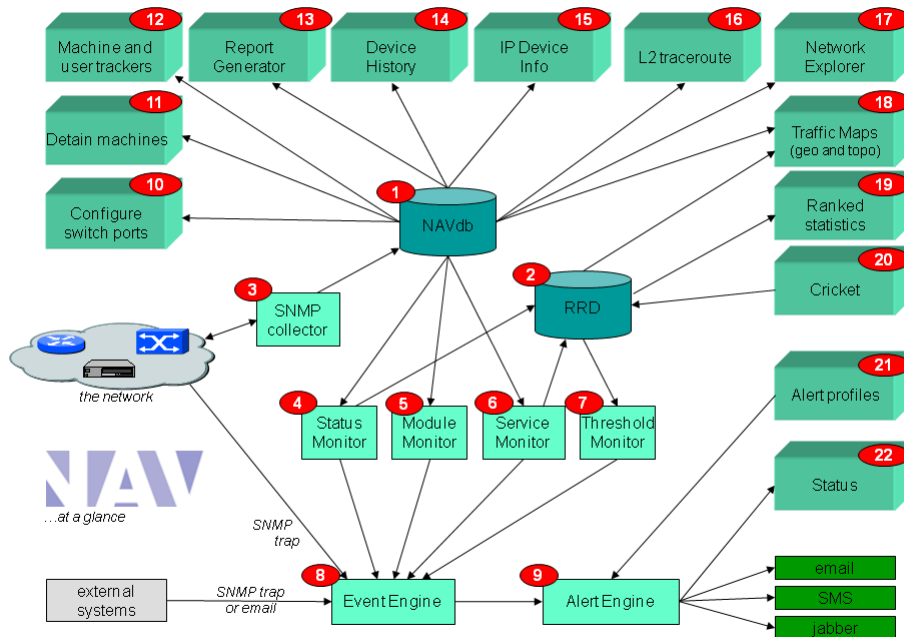 12
Machine and
user trackers
13
Report
Generator
14
Device
History
15
IP Device
Info
16
L2 traceroute
17
Network
Explorer
11
Detain machines
18
Traffic Maps
(geo and topo)
10
Configure
switch ports
1
NAVdb
19
Ranked
statistics
2
RRD
20
Cricket
3
SNMP
collector
the network
4
Status
Monitor
5
Module
Monitor
6
Service
Monitor
7
Threshold
Monitor
21
Alert profiles
22
Status
NAV
...at a glance
SNMP
trap
8
Event Engine
9
Alert Engine
external
systems
SNMP trap
or email
email
SMS
jabber